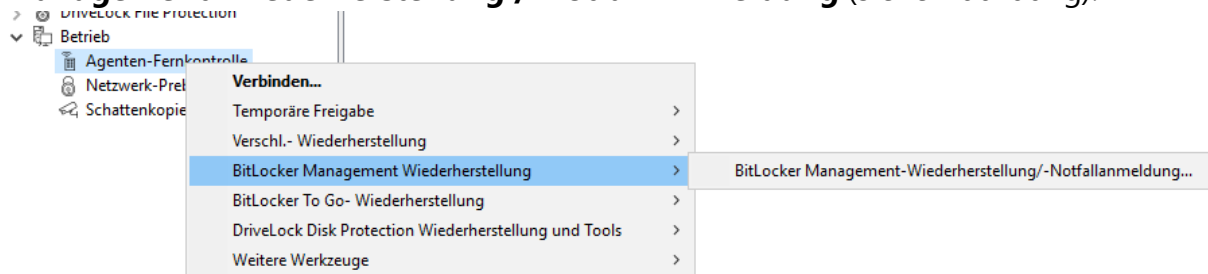 DriveLock File Protection
Betrieb
Agenten-Fernkontrolle
Netzwerk-Pre
Schattenkopie
Verbinden...
Temporäre Freigabe
Verschl.- Wiederherstellung
BitLocker Management Wiederherstellung
BitLocker Management-Wiederherstellung/-Notfallanmeldung...
BitLocker To Go- Wiederherstellung
DriveLock Disk Protection Wiederherstellung und Tools
Weitere Werkzeuge